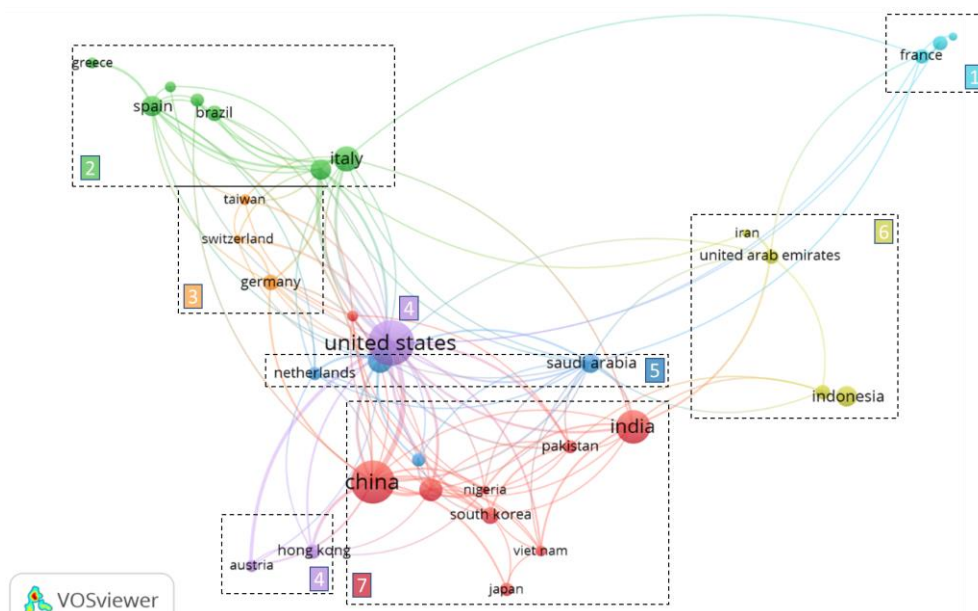 greece
spain
brazil
italy
2
france
1
taiwan
switzerland
germany
3
iran
6
united arab emirates
indonesia
4
united states
netherlands
saudi arabia
5
india
pakistan
china
nigeria
south korea
viet nam
japan
7
hong kong
austria
4
VOSviewer